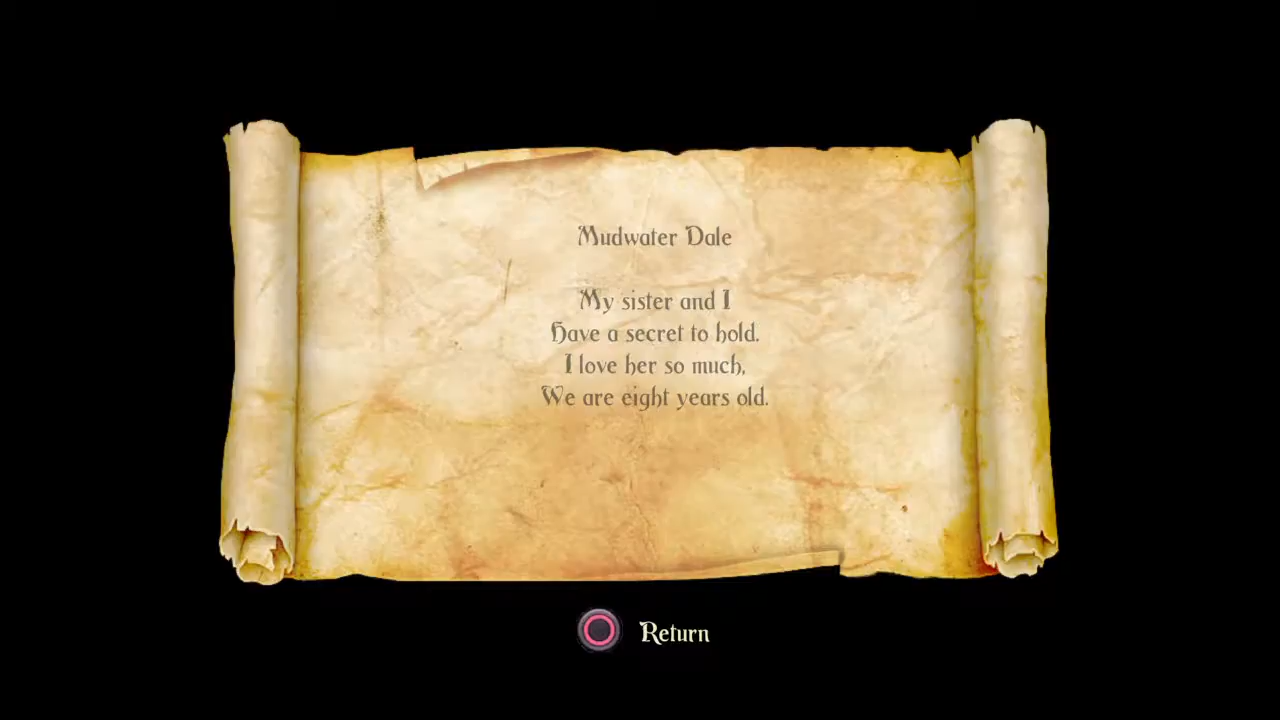 Mudwater Dale
My sister and I
Have a secret to hold.
I love her so much,
We are eight years old.
Return